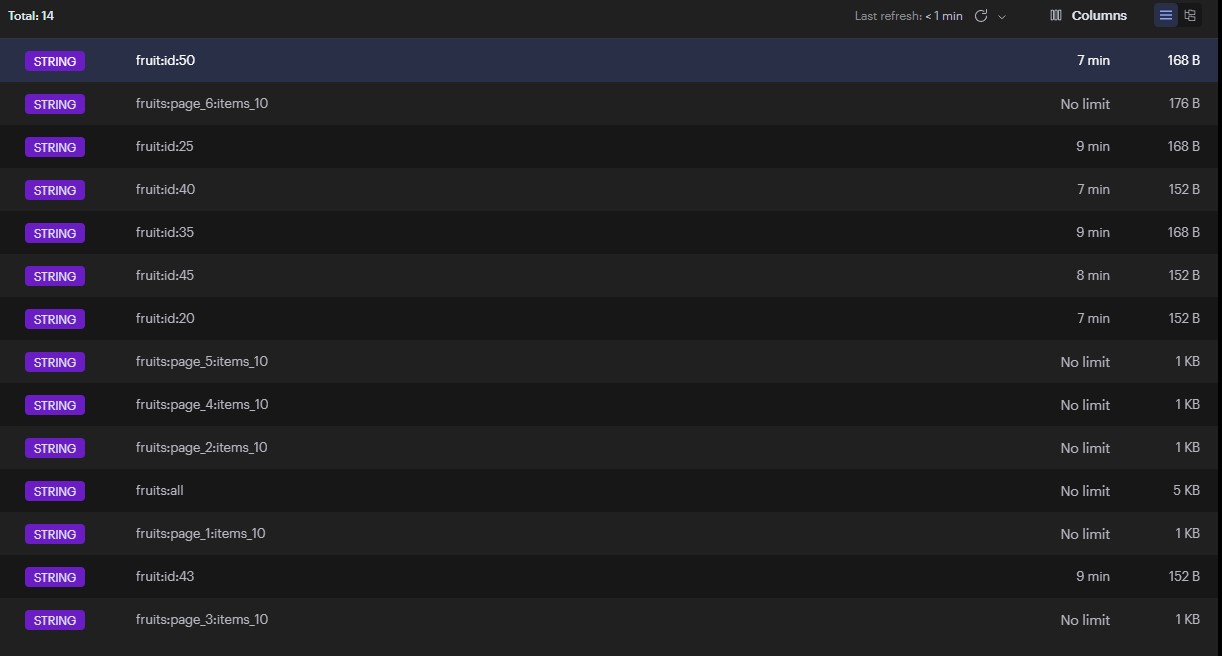 Total: 14 Last refresh: < 1 min Columns
STRING fruit:id:50 7 min 168 B
STRING fruits:page_6:items_10 No limit 176 B
STRING fruit:id:25 9 min 168 B
STRING fruit:id:40 7 min 152 B
STRING fruit:id:35 9 min 168 B
STRING fruit:id:45 8 min 152 B
STRING fruit:id:20 7 min 152 B
STRING fruits:page_5:items_10 No limit 1 KB
STRING fruits:page_4:items_10 No limit 1 KB
STRING fruits:page_2:items_10 No limit 1 KB
STRING fruits:all No limit 5 KB
STRING fruits:page_1:items_10 No limit 1 KB
STRING fruit:id:43 9 min 152 B
STRING fruits:page_3:items_10 No limit 1 KB